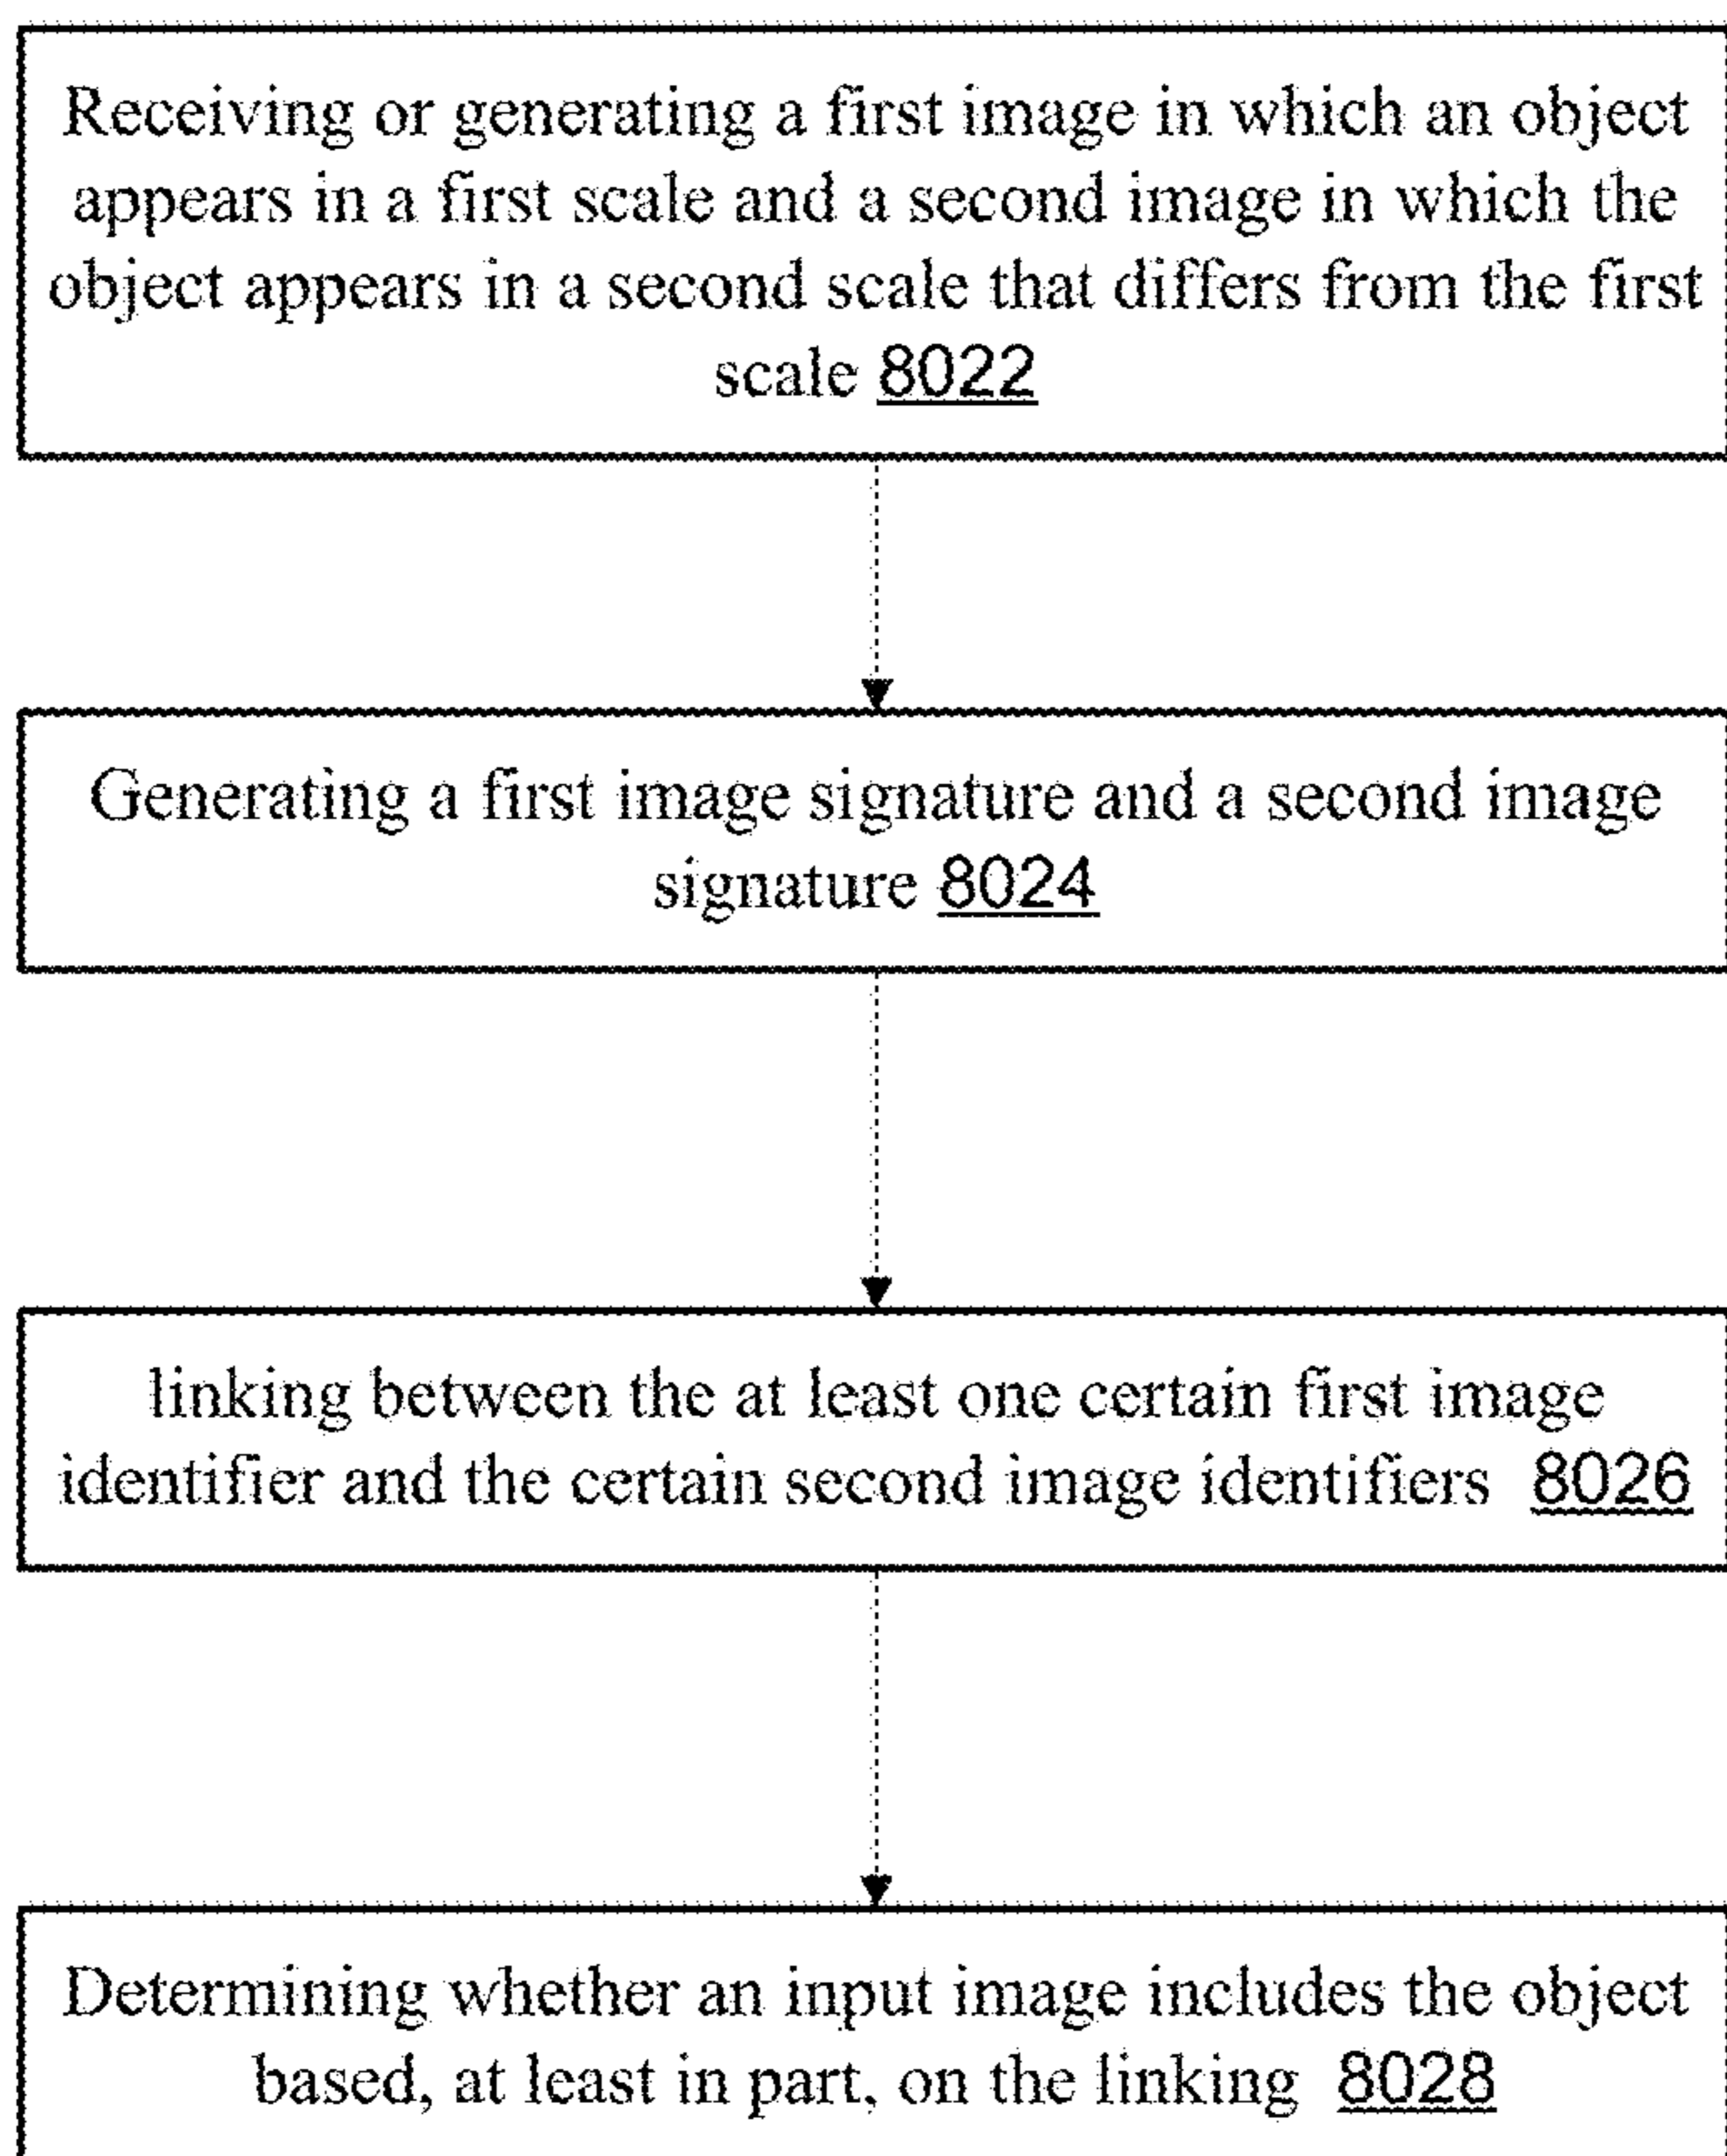 Receiving or generating a first image in which an object
appears in a first scale and a second image in which the
object appears in a second scale that differs from the first
scale 8022
Generating a first image signature and a second image
signature 8024
linking between the at least one certain first image
identifier and the certain second image identifiers 8026
Determining whether an input image includes the object
based, at least in part, on the linking 8028